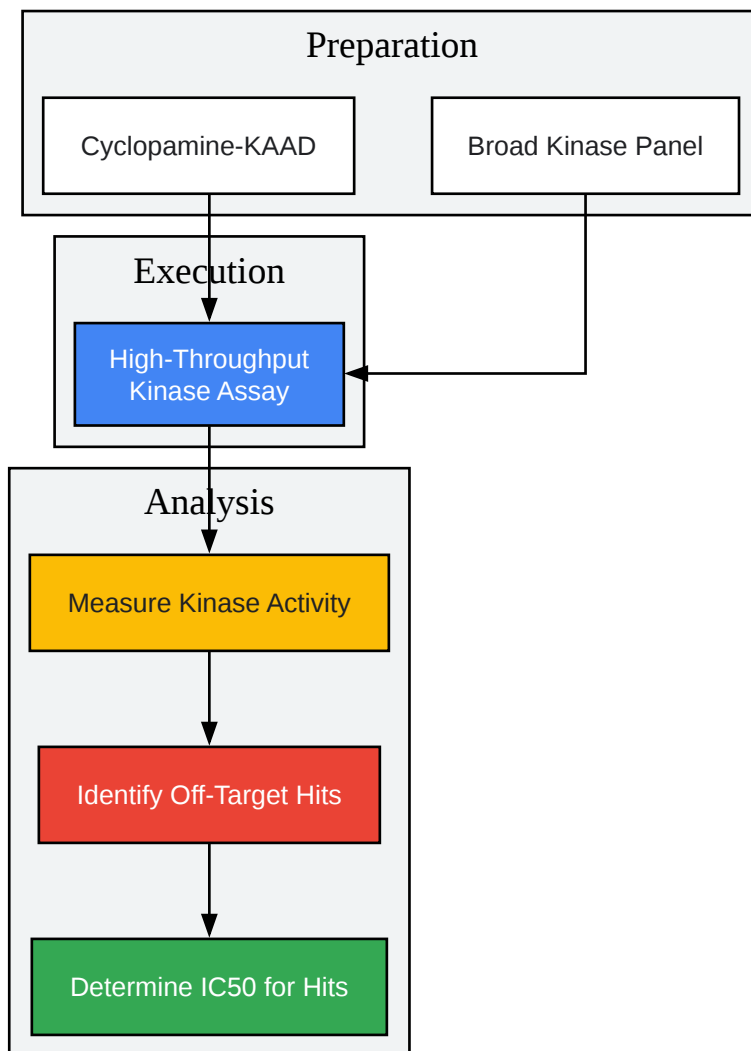 Preparation
Cyclopamine-KAAD
Broad Kinase Panel
Execution
High-Throughput
Kinase Assay
Analysis
Measure Kinase Activity
Identify Off-Target Hits
Determine IC50 for Hits